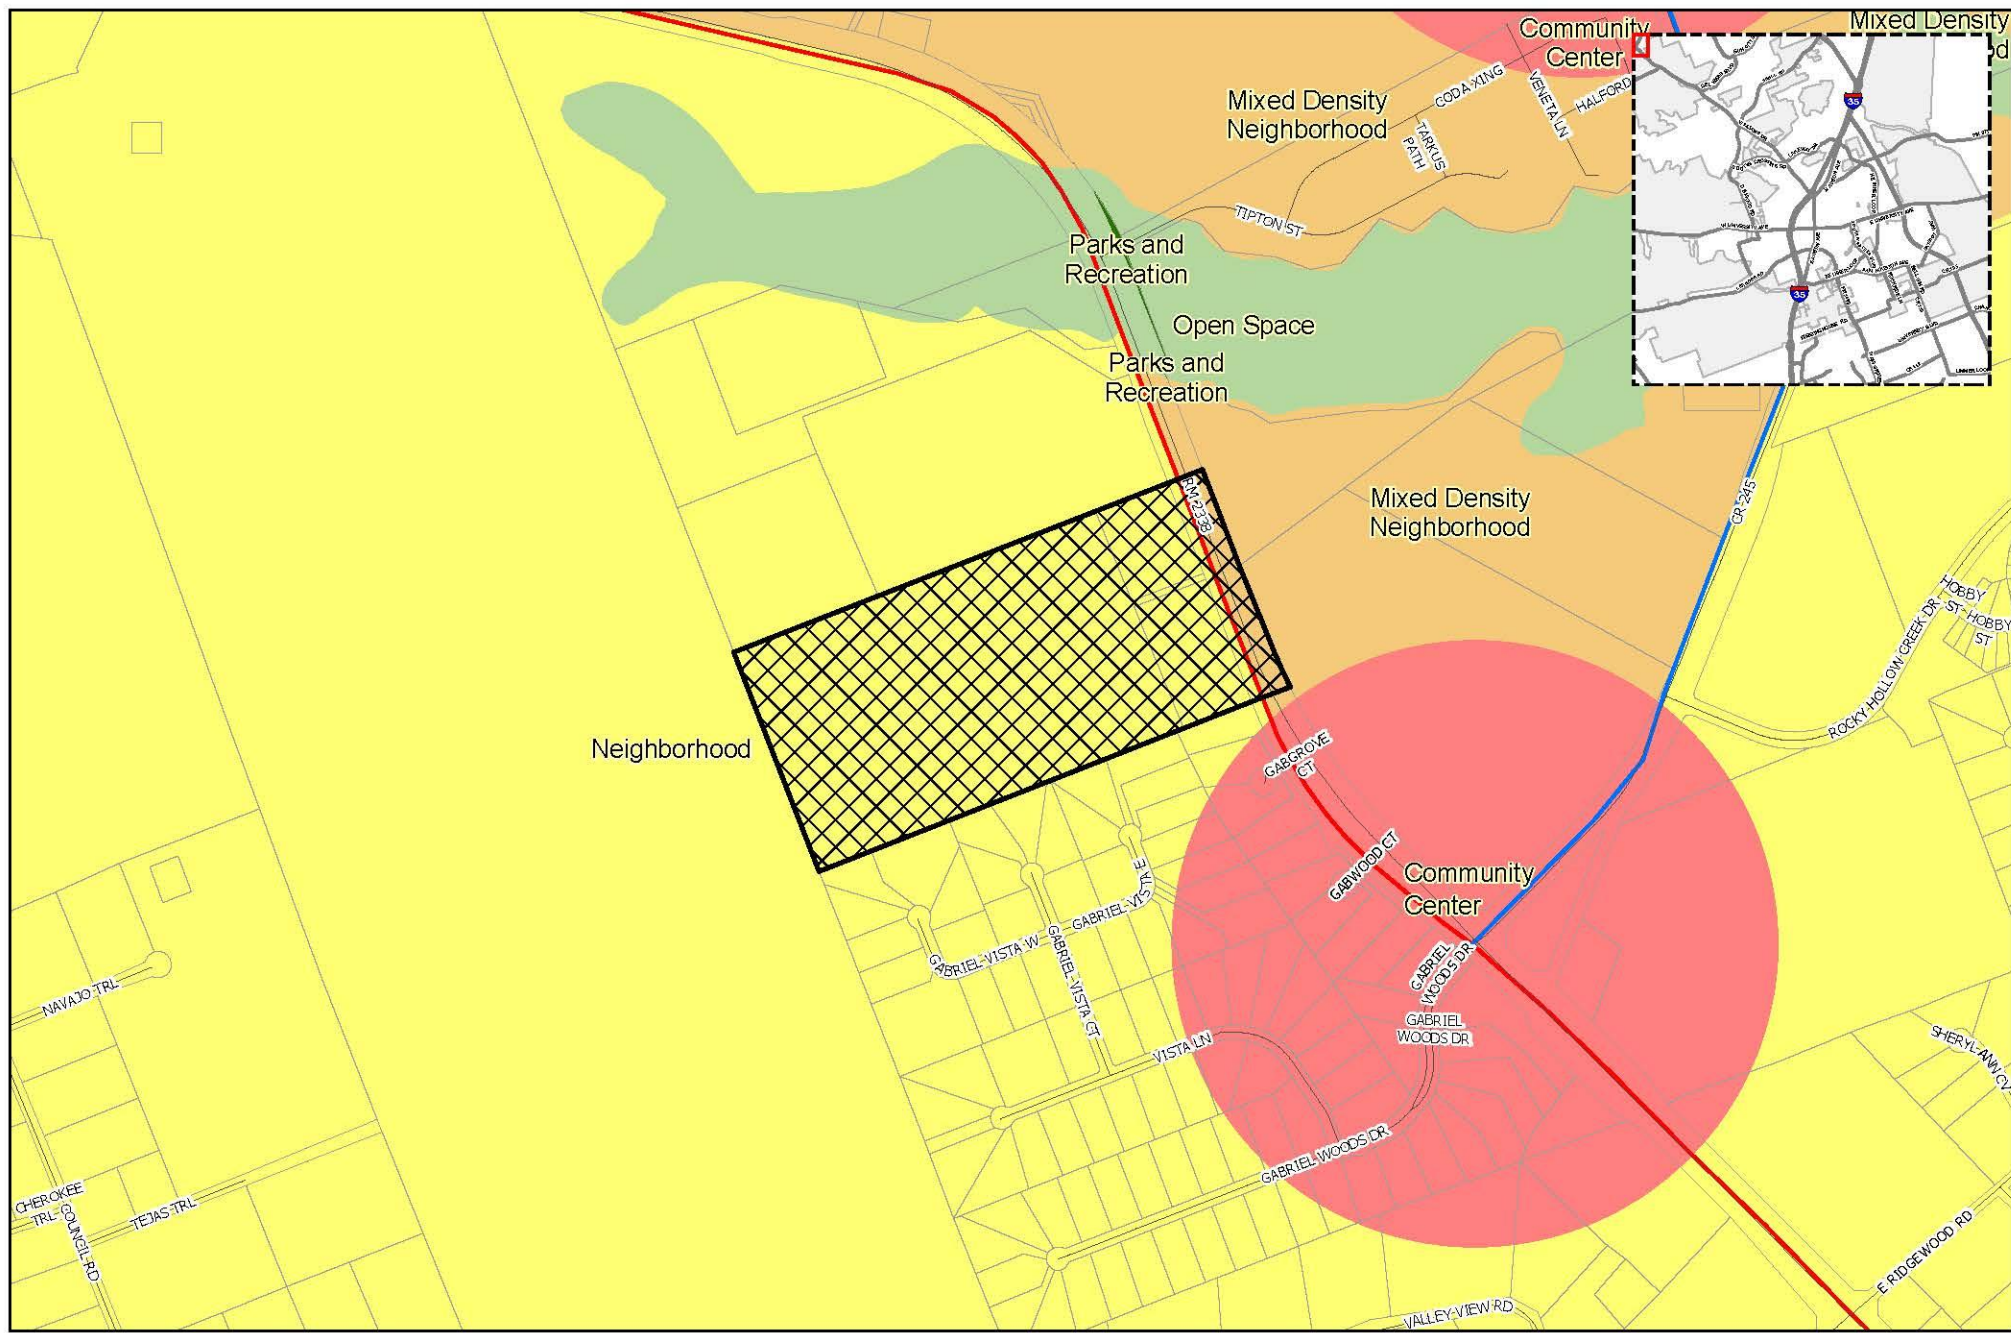 Community
Center
Mixed Density
Mixed Density
Neighborhood
CODA XING
VENETA LN
HALFORD
TARKUS
PATH
TIPTON ST
35
35
Parks and
Recreation
Open Space
Parks and
Recreation
RM 2338
Mixed Density
Neighborhood
CR 245
HOBBY
ST
HOBBY
ST
ROCKY HOLLOW CREEK DR
Neighborhood
GABGROVE
CT
GABWOOD CT
Community
Center
GABRIEL VISTA E
GABRIEL VISTA W
GABRIEL VISTA CT
GABRIEL
WOODS DR
GABRIEL
WOODS DR
VISTA LN
GABRIEL WOODS DR
NAVAJO TRL
CHEROKEE
TRL
COUNCIL RD
TEJAS TRL
SHERYL ANN CV
E RIDGEWOOD RD
VALLEY VIEW RD